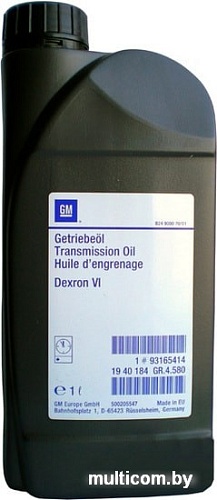 GM
Getriebeöl
Transmission Oil
Huile d'engrenage
Dexron VI
1 # 93165414
19 40 184 GR.4.580
e 1 l
GM Europe GmbH 500205547 Made in EU
Bahnhofsplatz 1, D-65423 Rüsselsheim, Germany
multicom.by